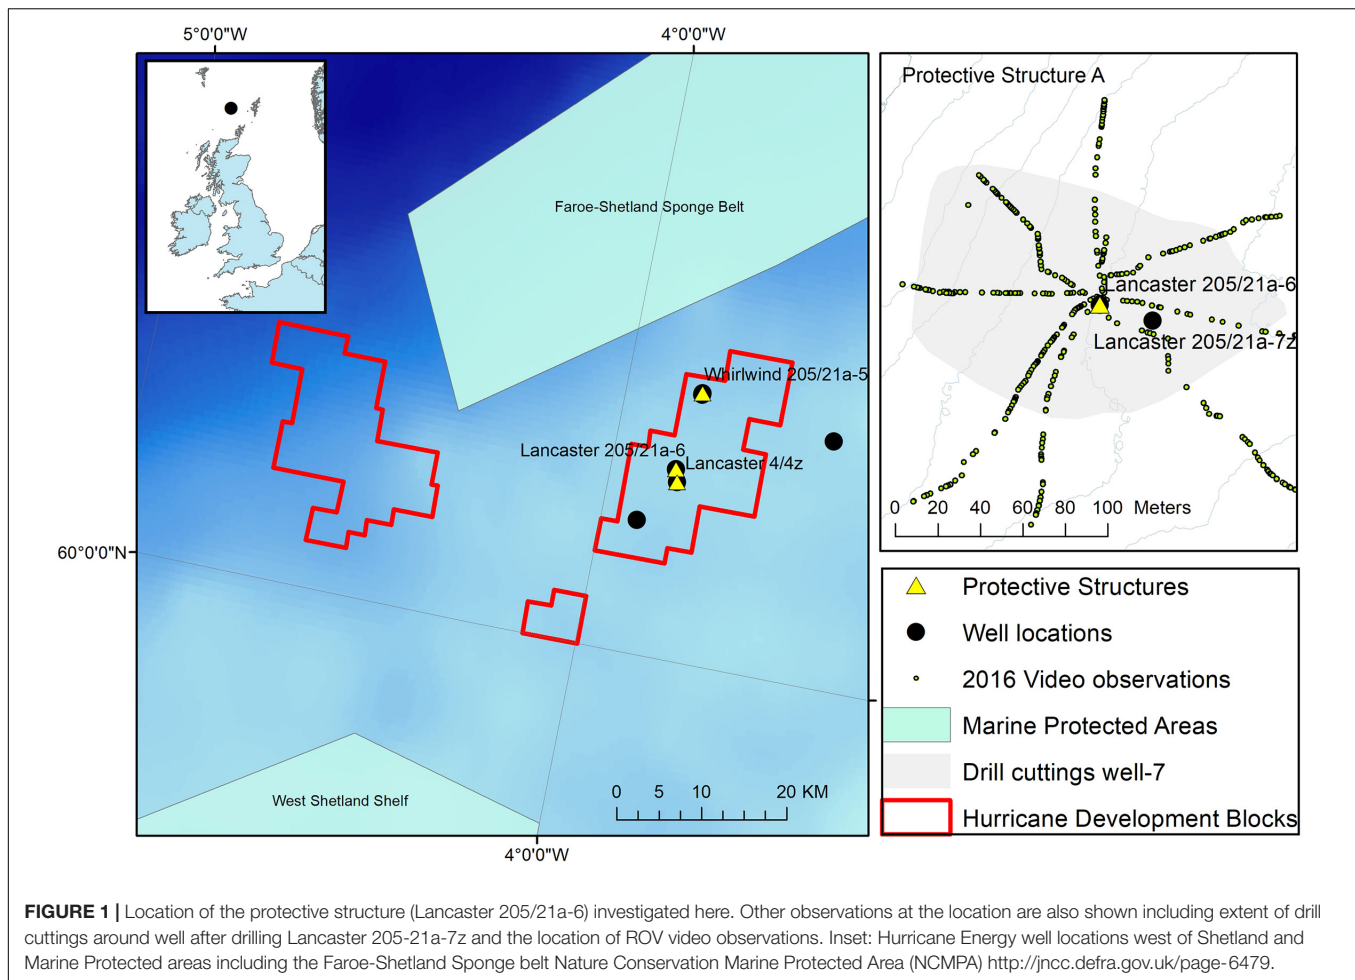 5°0'0"W
4°0'0"W
Faroe-Shetland Sponge Belt
Whirlwind 205/21a-5
Lancaster 205/21a-6
Lancaster 4/4z
60°0'0"N
0 5 10 20 KM
West Shetland Shelf
4°0'0"W
Protective Structure A
Lancaster 205/21a-6
Lancaster 205/21a-7z
0 20 40 60 80 100 Meters
Protective Structures
Well locations
2016 Video observations
Marine Protected Areas
Drill cuttings well-7
Hurricane Development Blocks
FIGURE 1 | Location of the protective structure (Lancaster 205/21a-6) investigated here. Other observations at the location are also shown including extent of drill
cuttings around well after drilling Lancaster 205-21a-7z and the location of ROV video observations. Inset: Hurricane Energy well locations west of Shetland and
Marine Protected areas including the Faroe-Shetland Sponge belt Nature Conservation Marine Protected Area (NCMPA) http://jncc.defra.gov.uk/page-6479.